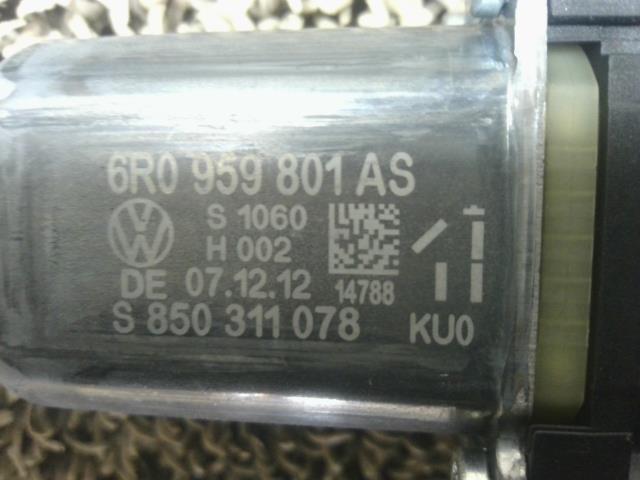 6R0 959 801 AS
S 1060
H 002
DE 07.12.12
14788
S 850 311 078
KU0